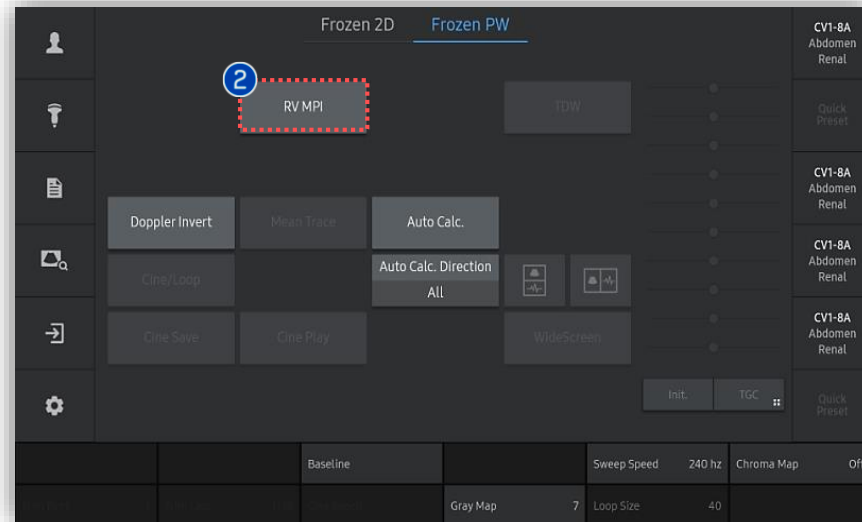 Frozen 2D
Frozen PW
CV1-8A
Abdomen
Renal
2
RV MPI
TDW
Quick
Preset
CV1-8A
Abdomen
Renal
Doppler Invert
Mean Trace
Auto Calc.
CV1-8A
Abdomen
Renal
Cine/Loop
Auto Calc. Direction
All
Cine Save
Cine Play
WideScreen
CV1-8A
Abdomen
Renal
Init.
TGC
Quick
Preset
Baseline
Sweep Speed 240 hz
Chroma Map Off
Gray Map 7
Loop Size 40